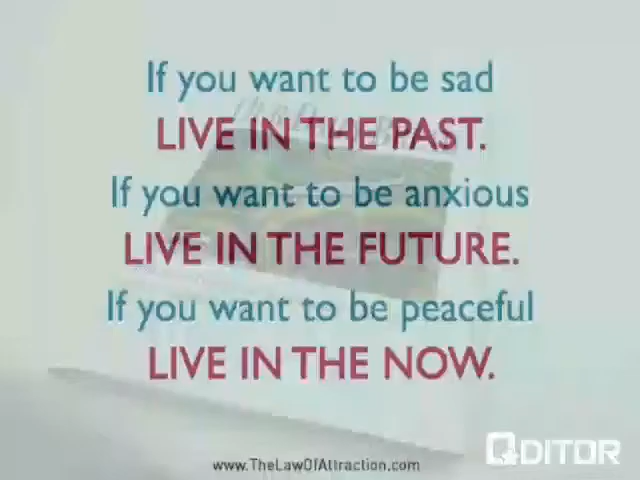 If you want to be sad
LIVE IN THE PAST.
If you want to be anxious
LIVE IN THE FUTURE.
If you want to be peaceful
LIVE IN THE NOW.
www.TheLawOfAttraction.com
QDITOR